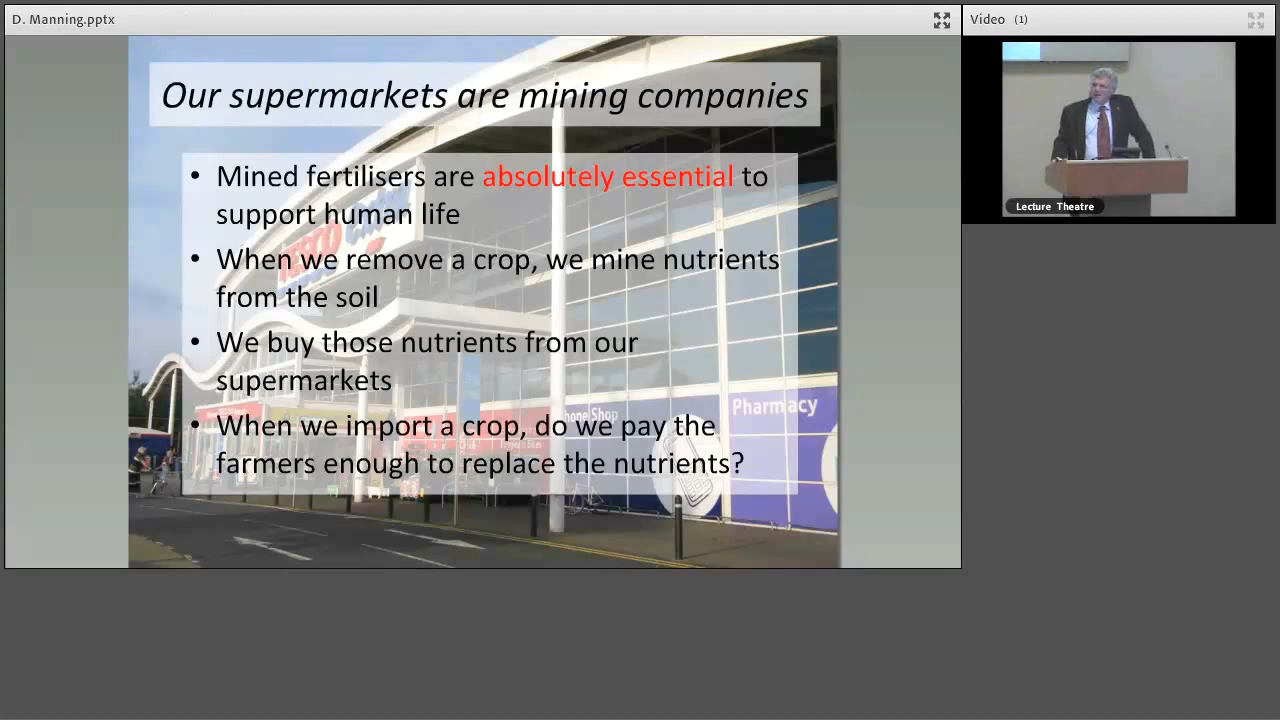 D. Manning.pptx
Video (1)
Our supermarkets are mining companies
• Mined fertilisers are absolutely essential to
support human life
• When we remove a crop, we mine nutrients
from the soil
• We buy those nutrients from our
supermarkets
• When we import a crop, do we pay the
farmers enough to replace the nutrients?
Phone Shop
Pharmacy
Lecture Theatre